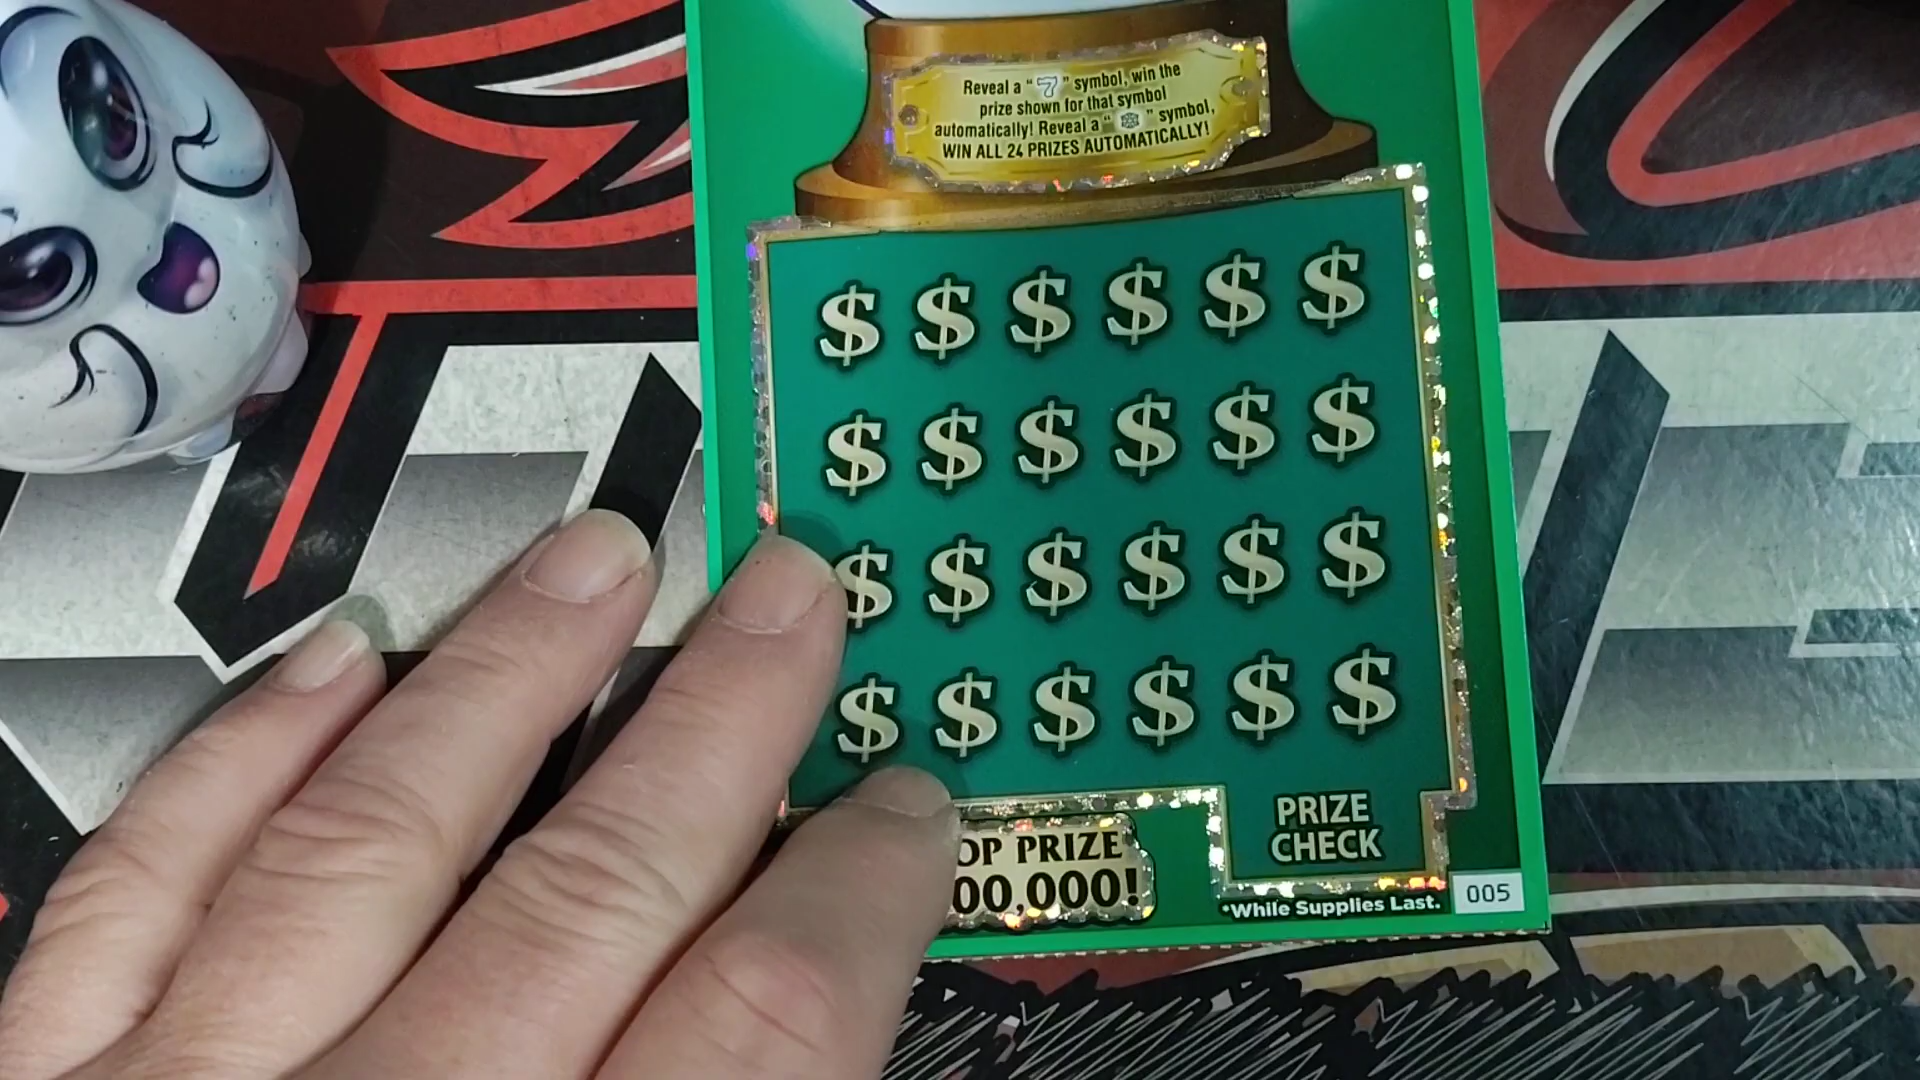 Reveal a "7" symbol, win the
prize shown for that symbol
automatically! Reveal a " " symbol,
WIN ALL 24 PRIZES AUTOMATICALLY!
$ $ $ $ $ $
$ $ $ $ $ $
$ $ $ $ $ $
$ $ $ $ $ $
PRIZE
CHECK
OP PRIZE
00,000!
*While Supplies Last.
005